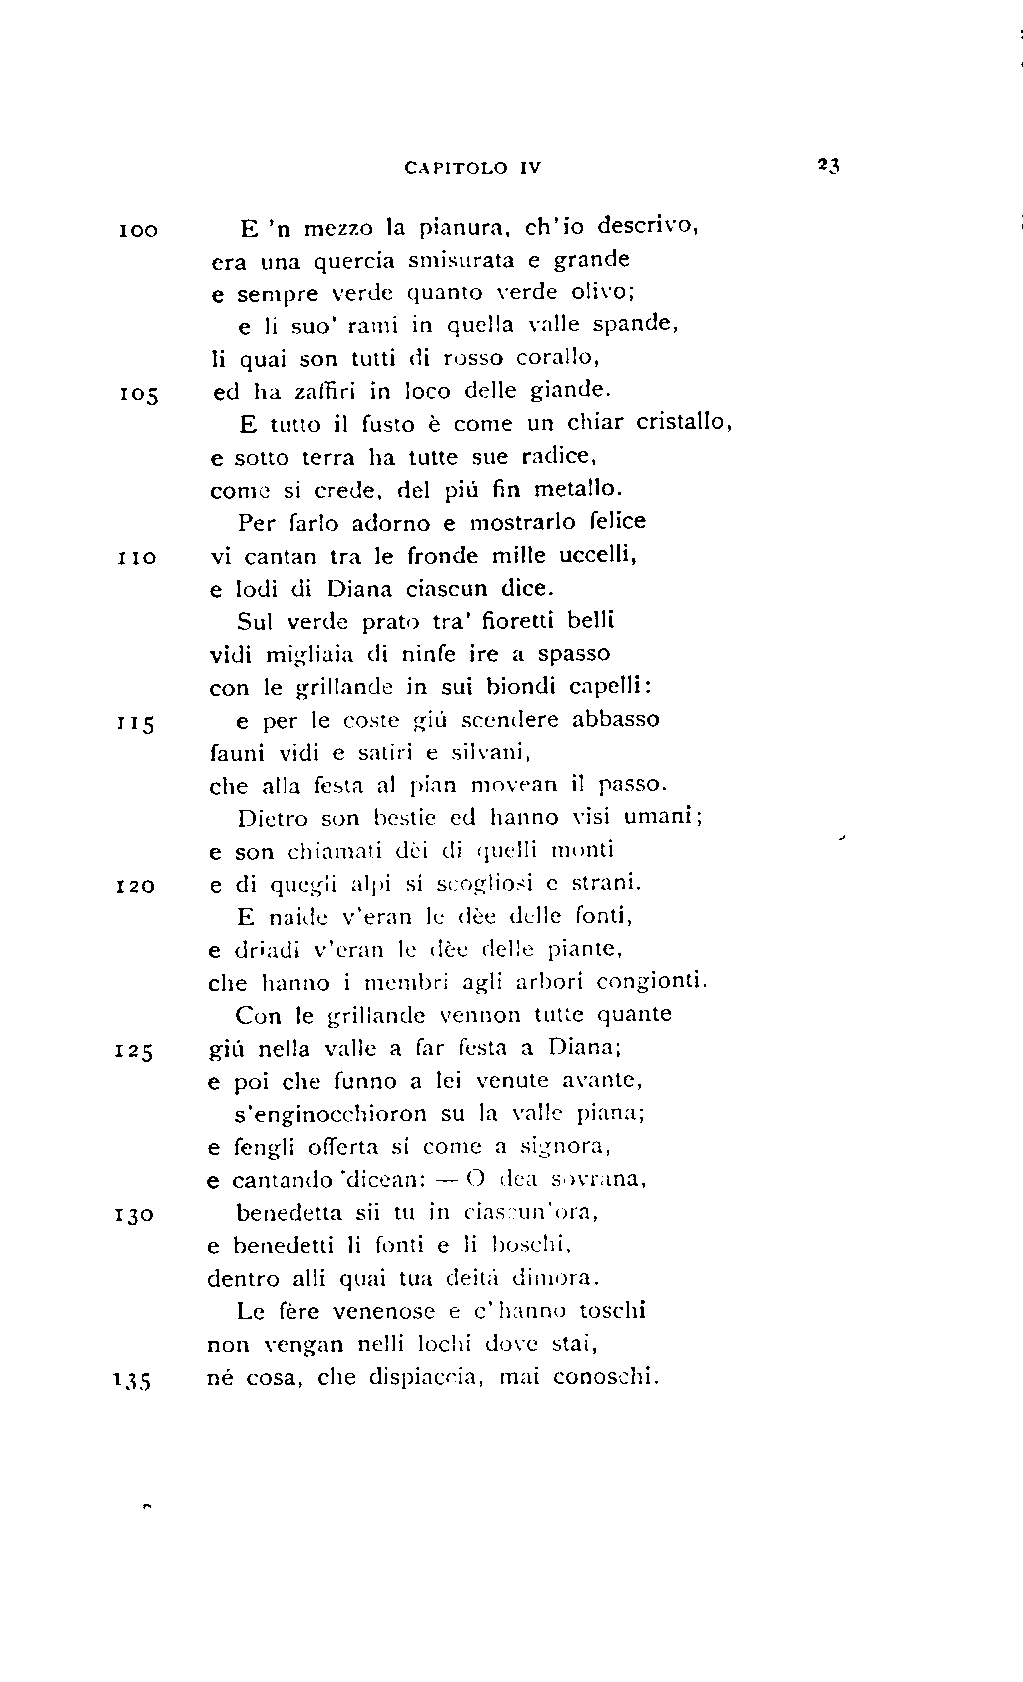 CAPITOLO IV 23
100 E 'n mezzo la pianura, ch'io descrivo,
era una quercia smisurata e grande
e sempre verde quanto verde olivo;
e li suo' rami in quella valle spande,
li quai son tutti di rosso corallo,
105 ed ha zaffiri in loco delle giande.
E tutto il fusto è come un chiar cristallo,
e sotto terra ha tutte sue radice,
come si crede, del piú fin metallo.
Per farlo adorno e mostrarlo felice
110 vi cantan tra le fronde mille uccelli,
e lodi di Diana ciascun dice.
Sul verde prato tra' fioretti belli
vidi migliaia di ninfe ire a spasso
con le grillande in sui biondi capelli:
115 e per le coste giú scendere abbasso
fauni vidi e satiri e silvani,
che alla festa al pian movean il passo.
Dietro son bestie ed hanno visi umani;
e son chiamati dèi di quelli monti
120 e di quegli alpi sí scogliosi e strani.
E naide v'eran le dèe delle fonti,
e driadi v'eran le dèe delle piante,
che hanno i membri agli arbori congionti.
Con le grillande vennon tutte quante
125 giú nella valle a far festa a Diana;
e poi che funno a lei venute avante,
s'enginocchioron su la valle piana;
e fengli offerta sí come a signora,
e cantando dicean: — O dea sovrana,
130 benedetta sii tu in ciascun'ora,
e benedetti li fonti e li boschi,
dentro alli quai tua deitá dimora.
Le fère venenose e c'hanno toschi
non vengan nelli lochi dove stai,
135 né cosa, che dispiaccia, mai conoschi.